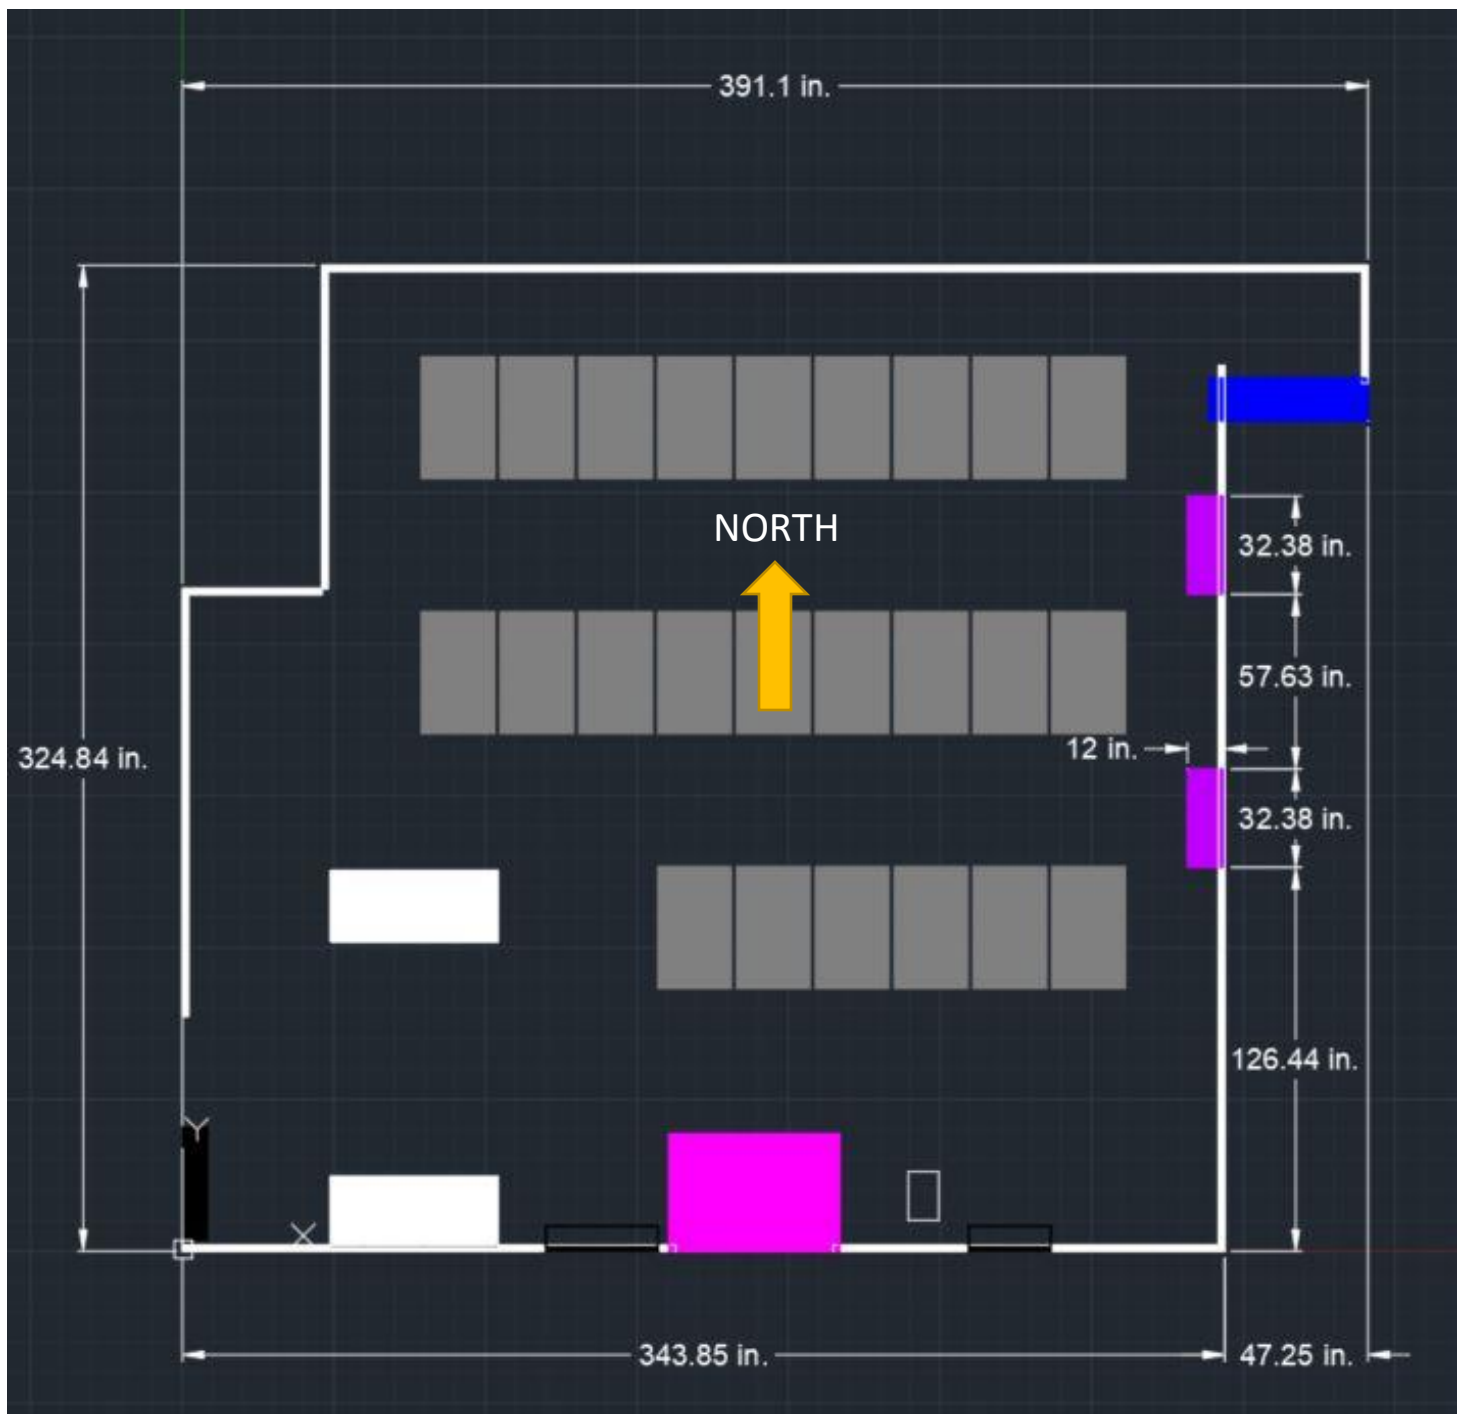 391.1 in.
NORTH
32.38 in.
57.63 in.
12 in.
324.84 in.
32.38 in.
126.44 in.
Y
X
343.85 in.
47.25 in.